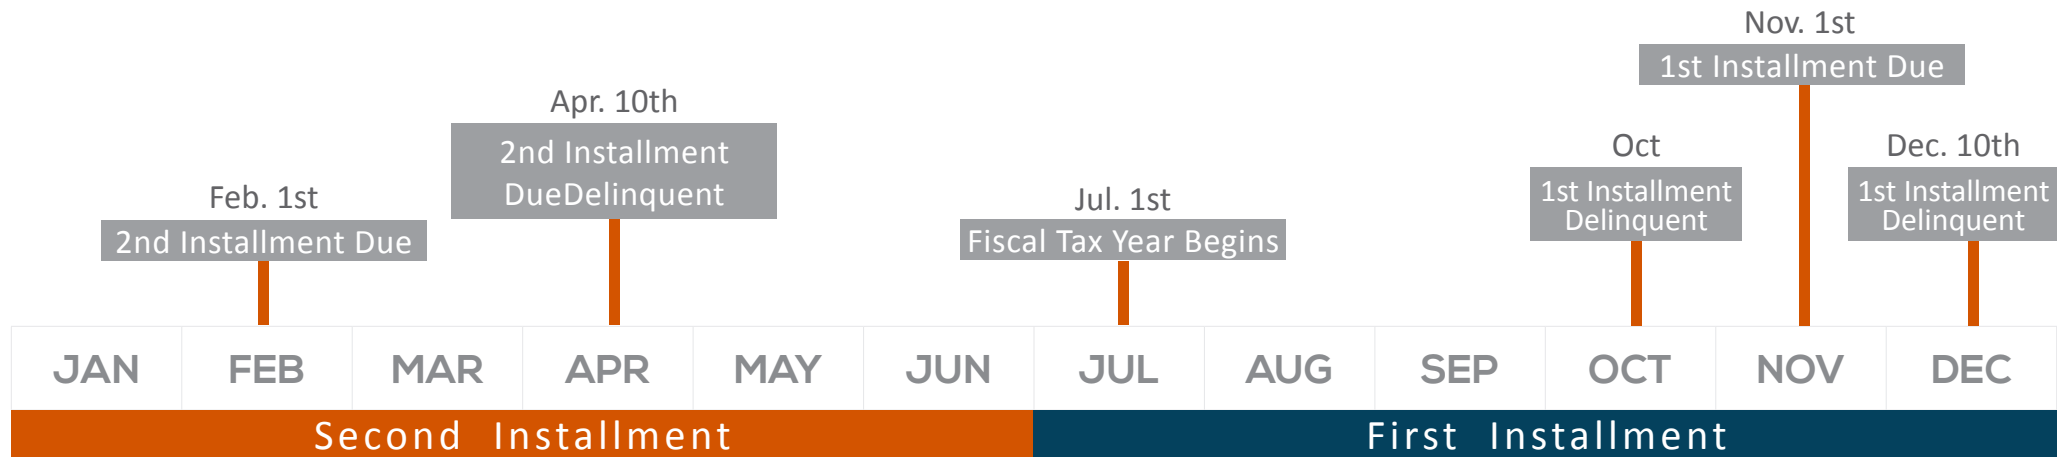 Nov. 1st
1st Installment Due
Apr. 10th
2nd Installment
DueDelinquent
Oct
1st Installment
Delinquent
Dec. 10th
1st Installment
Delinquent
Feb. 1st
2nd Installment Due
Jul. 1st
Fiscal Tax Year Begins
JAN FEB MAR APR MAY JUN JUL AUG SEP OCT NOV DEC
Second Installment First Installment